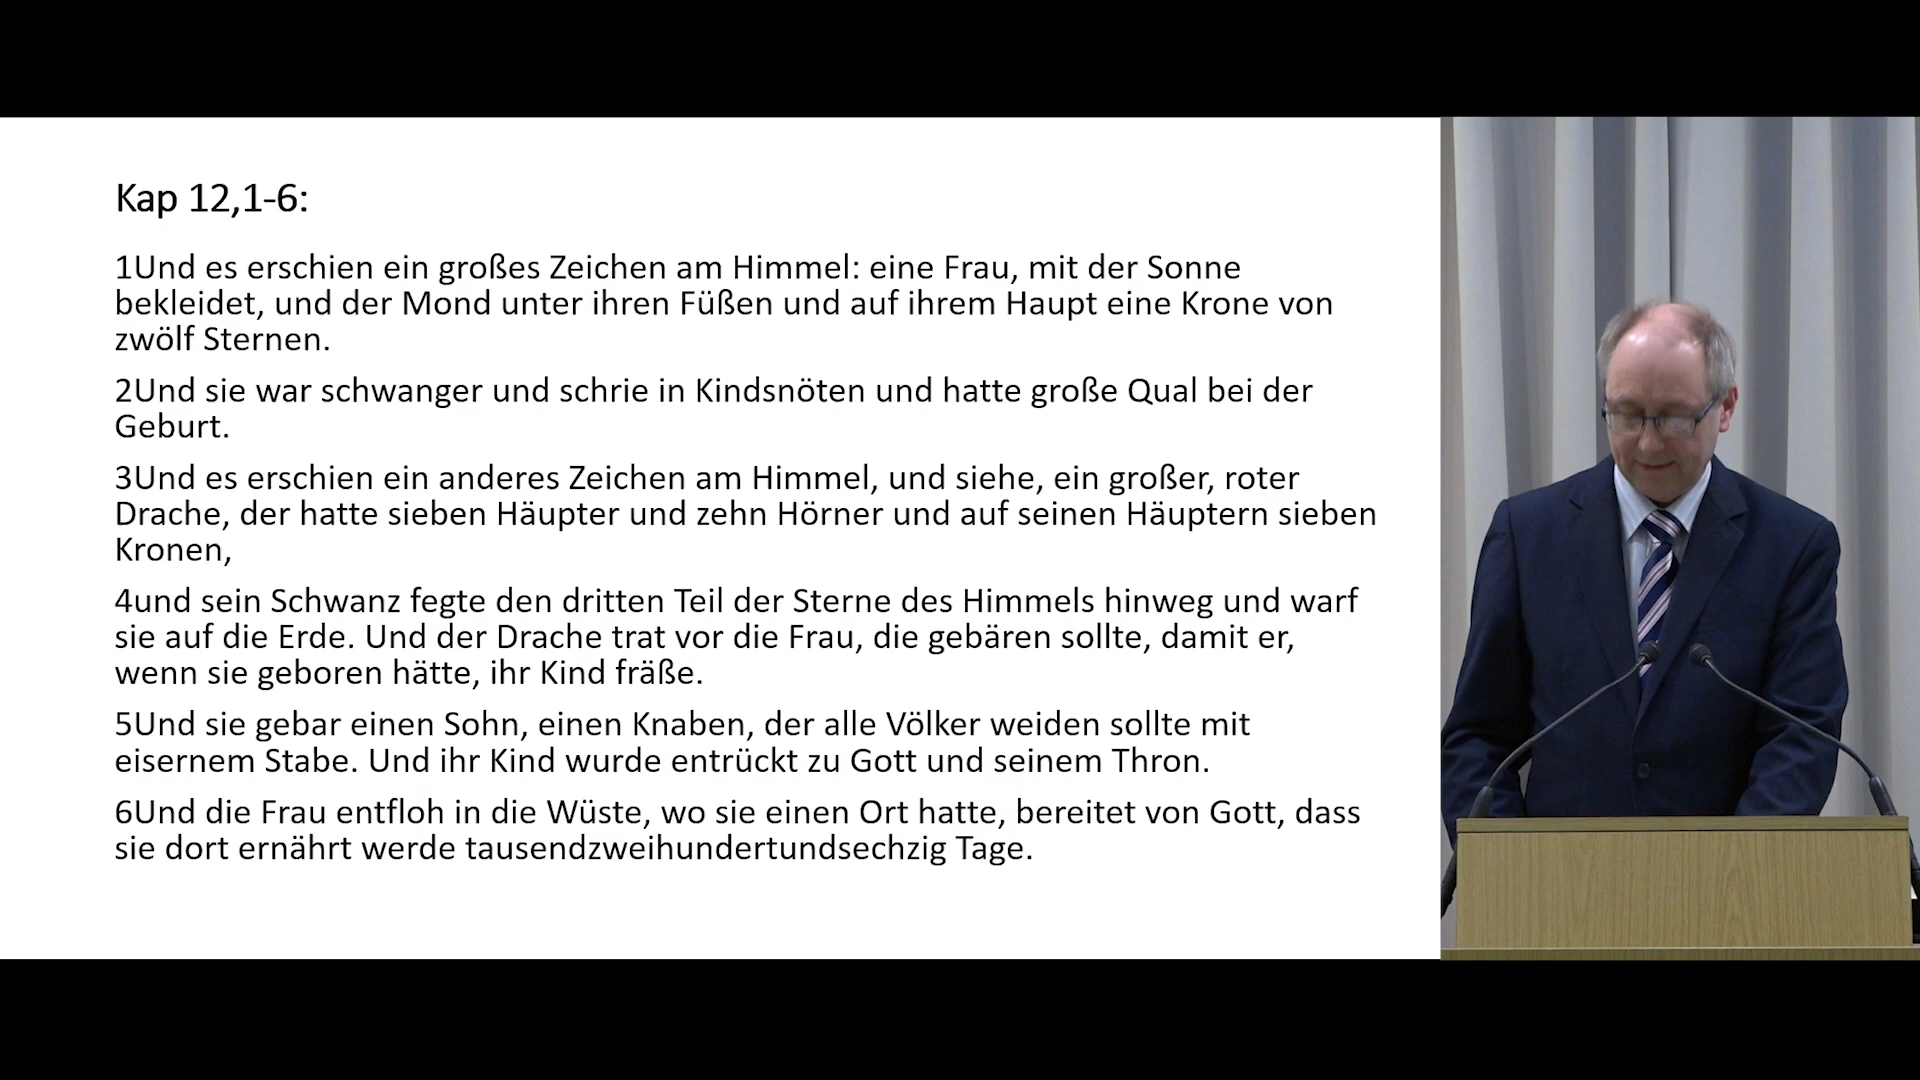 Kap 12,1-6:
1Und es erschien ein großes Zeichen am Himmel: eine Frau, mit der Sonne
bekleidet, und der Mond unter ihren Füßen und auf ihrem Haupt eine Krone von
zwölf Sternen.
2Und sie war schwanger und schrie in Kindsnöten und hatte große Qual bei der
Geburt.
3Und es erschien ein anderes Zeichen am Himmel, und siehe, ein großer, roter
Drache, der hatte sieben Häupter und zehn Hörner und auf seinen Häuptern sieben
Kronen,
4und sein Schwanz fegte den dritten Teil der Sterne des Himmels hinweg und warf
sie auf die Erde. Und der Drache trat vor die Frau, die gebären sollte, damit er,
wenn sie geboren hätte, ihr Kind fräße.
5Und sie gebar einen Sohn, einen Knaben, der alle Völker weiden sollte mit
eisernem Stabe. Und ihr Kind wurde entrückt zu Gott und seinem Thron.
6Und die Frau entfloh in die Wüste, wo sie einen Ort hatte, bereitet von Gott, dass
sie dort ernährt werde tausendzweihundertundsechzig Tage.